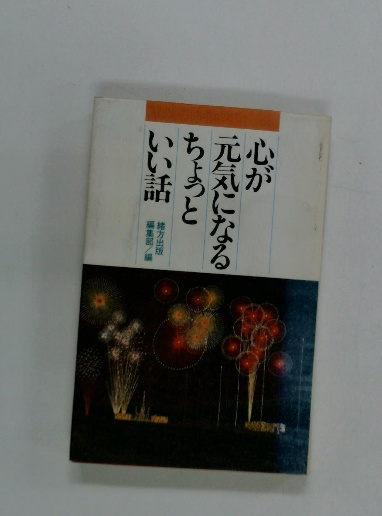 心が
元気になる
ちょっと
いい話
緒方出版
編集部／編